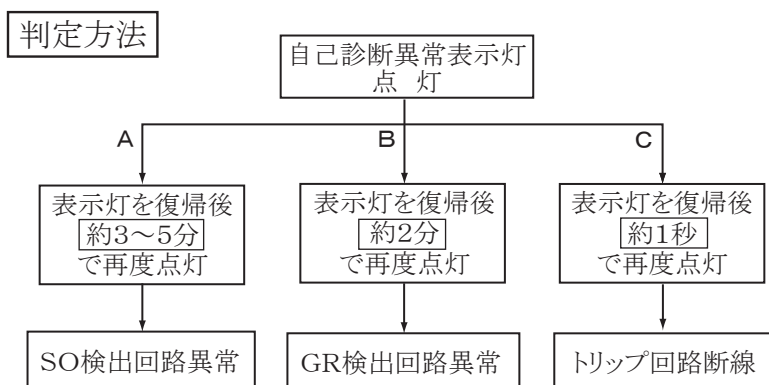 判定方法
自己診断異常表示灯
点 灯
A
B
C
表示灯を復帰後
約3～5分
で再度点灯
表示灯を復帰後
約2分
で再度点灯
表示灯を復帰後
約1秒
で再度点灯
SO検出回路異常
GR検出回路異常
トリップ回路断線